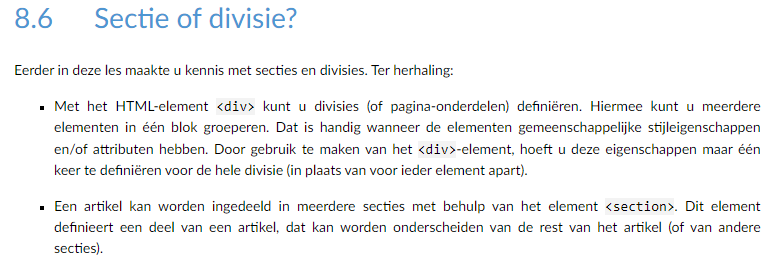 8.6 Sectie of divisie?
Eerder in deze les maakte u kennis met secties en divisies. Ter herhaling:
▪ Met het HTML-element <div> kunt u divisies (of pagina-onderdelen) definiëren. Hiermee kunt u meerdere
elementen in één blok groeperen. Dat is handig wanneer de elementen gemeenschappelijke stijleigenschappen
en/of attributen hebben. Door gebruik te maken van het <div>-element, hoeft u deze eigenschappen maar één
keer te definiëren voor de hele divisie (in plaats van voor ieder element apart).
▪ Een artikel kan worden ingedeeld in meerdere secties met behulp van het element <section>. Dit element
definieert een deel van een artikel, dat kan worden onderscheiden van de rest van het artikel (of van andere
secties).